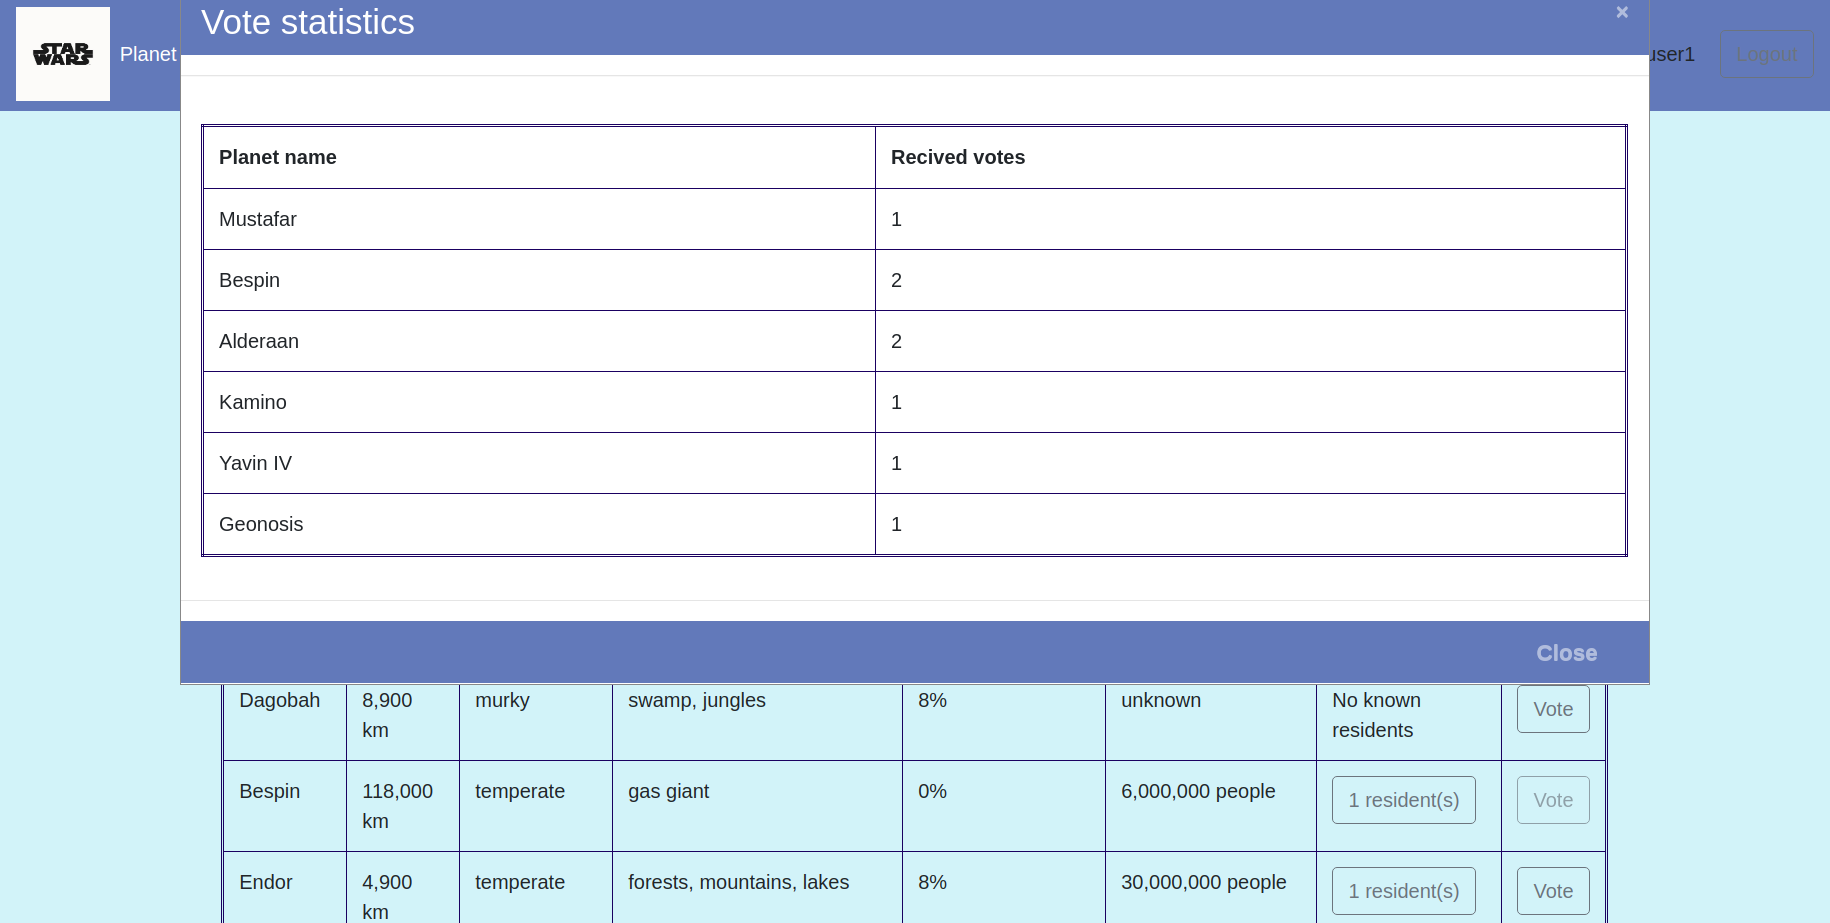 Vote statistics
×
STAR
WARS
Planet
user1
Logout
Planet name
Recived votes
Mustafar
1
Bespin
2
Alderaan
2
Kamino
1
Yavin IV
1
Geonosis
1
Close
Dagobah
8,900
km
murky
swamp, jungles
8%
unknown
No known
residents
Vote
Bespin
118,000
km
temperate
gas giant
0%
6,000,000 people
1 resident(s)
Vote
Endor
4,900
km
temperate
forests, mountains, lakes
8%
30,000,000 people
1 resident(s)
Vote